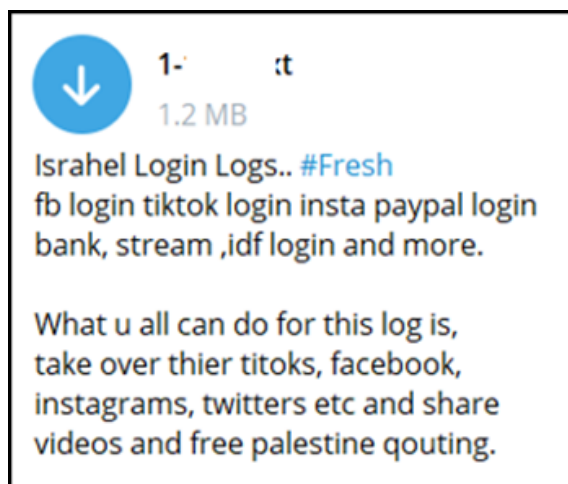 1.2 MB
Israhel Login Logs.. #Fresh
fb login tiktok login insta paypal login
bank, stream ,idf login and more.
What u all can do for this log is,
take over thier titoks, facebook,
instagrams, twitters etc and share
videos and free palestine qouting.